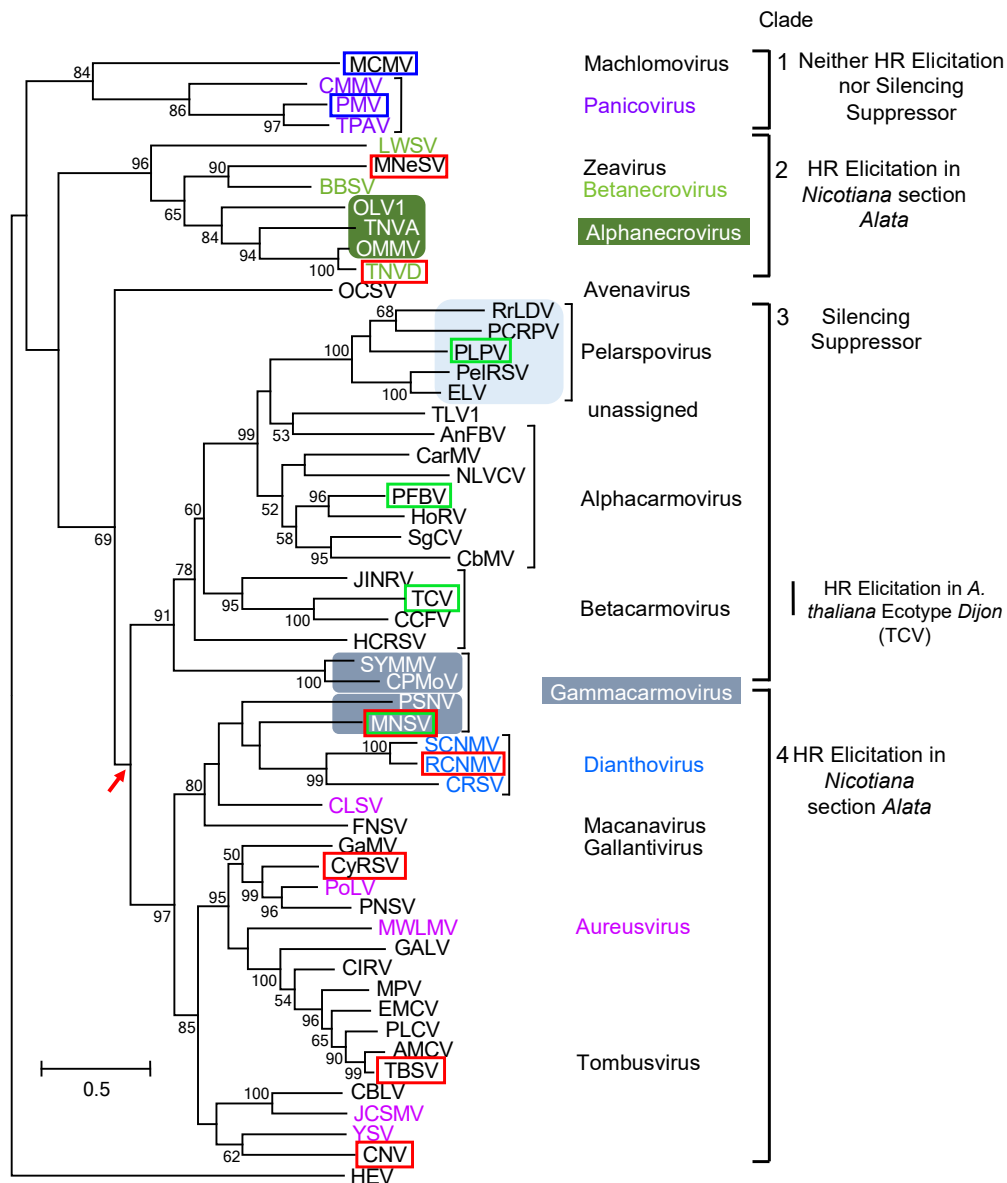 Clade
84
MCMV
Machlomovirus
1 Neither HR Elicitation
nor Silencing
Suppressor
CMMV
86
PMV
Panicovirus
97
TPAV
LWSV
96
90
MNeSV
Zeavirus
2
HR Elicitation in
Nicotiana section
Alata
BBSV
Betanecrovirus
65
OLV1
84
TNVA
Alphanecrovirus
94
OMMV
100
TNVD
OCSV
Avenavirus
68
RrLDV
3
Silencing
Suppressor
PCRPV
100
PLPV
Pelarspovirus
PelRSV
100
ELV
TLV1
unassigned
99
53
AnFBV
CarMV
NLVCV
96
PFBV
Alphacarmovirus
52
60
HoRV
58
SgCV
95
CbMV
69
78
JINRV
HR Elicitation in A.
thaliana Ecotype Dijon
(TCV)
95
TCV
Betacarmovirus
91
100
CCFV
HCRSV
SYMMV
100
CPMoV
Gammacarmovirus
PSNV
MNSV
4 HR Elicitation in
Nicotiana
section Alata
100
SCNMV
RCNMV
Dianthovirus
99
CRSV
80
CLSV
FNSV
Macanavirus
50
GaMV
Gallantivirus
CyRSV
99
PoLV
95
97
96
PNSV
MWLMV
Aureusvirus
GALV
100
CIRV
54
MPV
96
EMCV
65
PLCV
85
90
AMCV
99
TBSV
Tombusvirus
0.5
CBLV
100
JCSMV
YSV
62
CNV
HEV